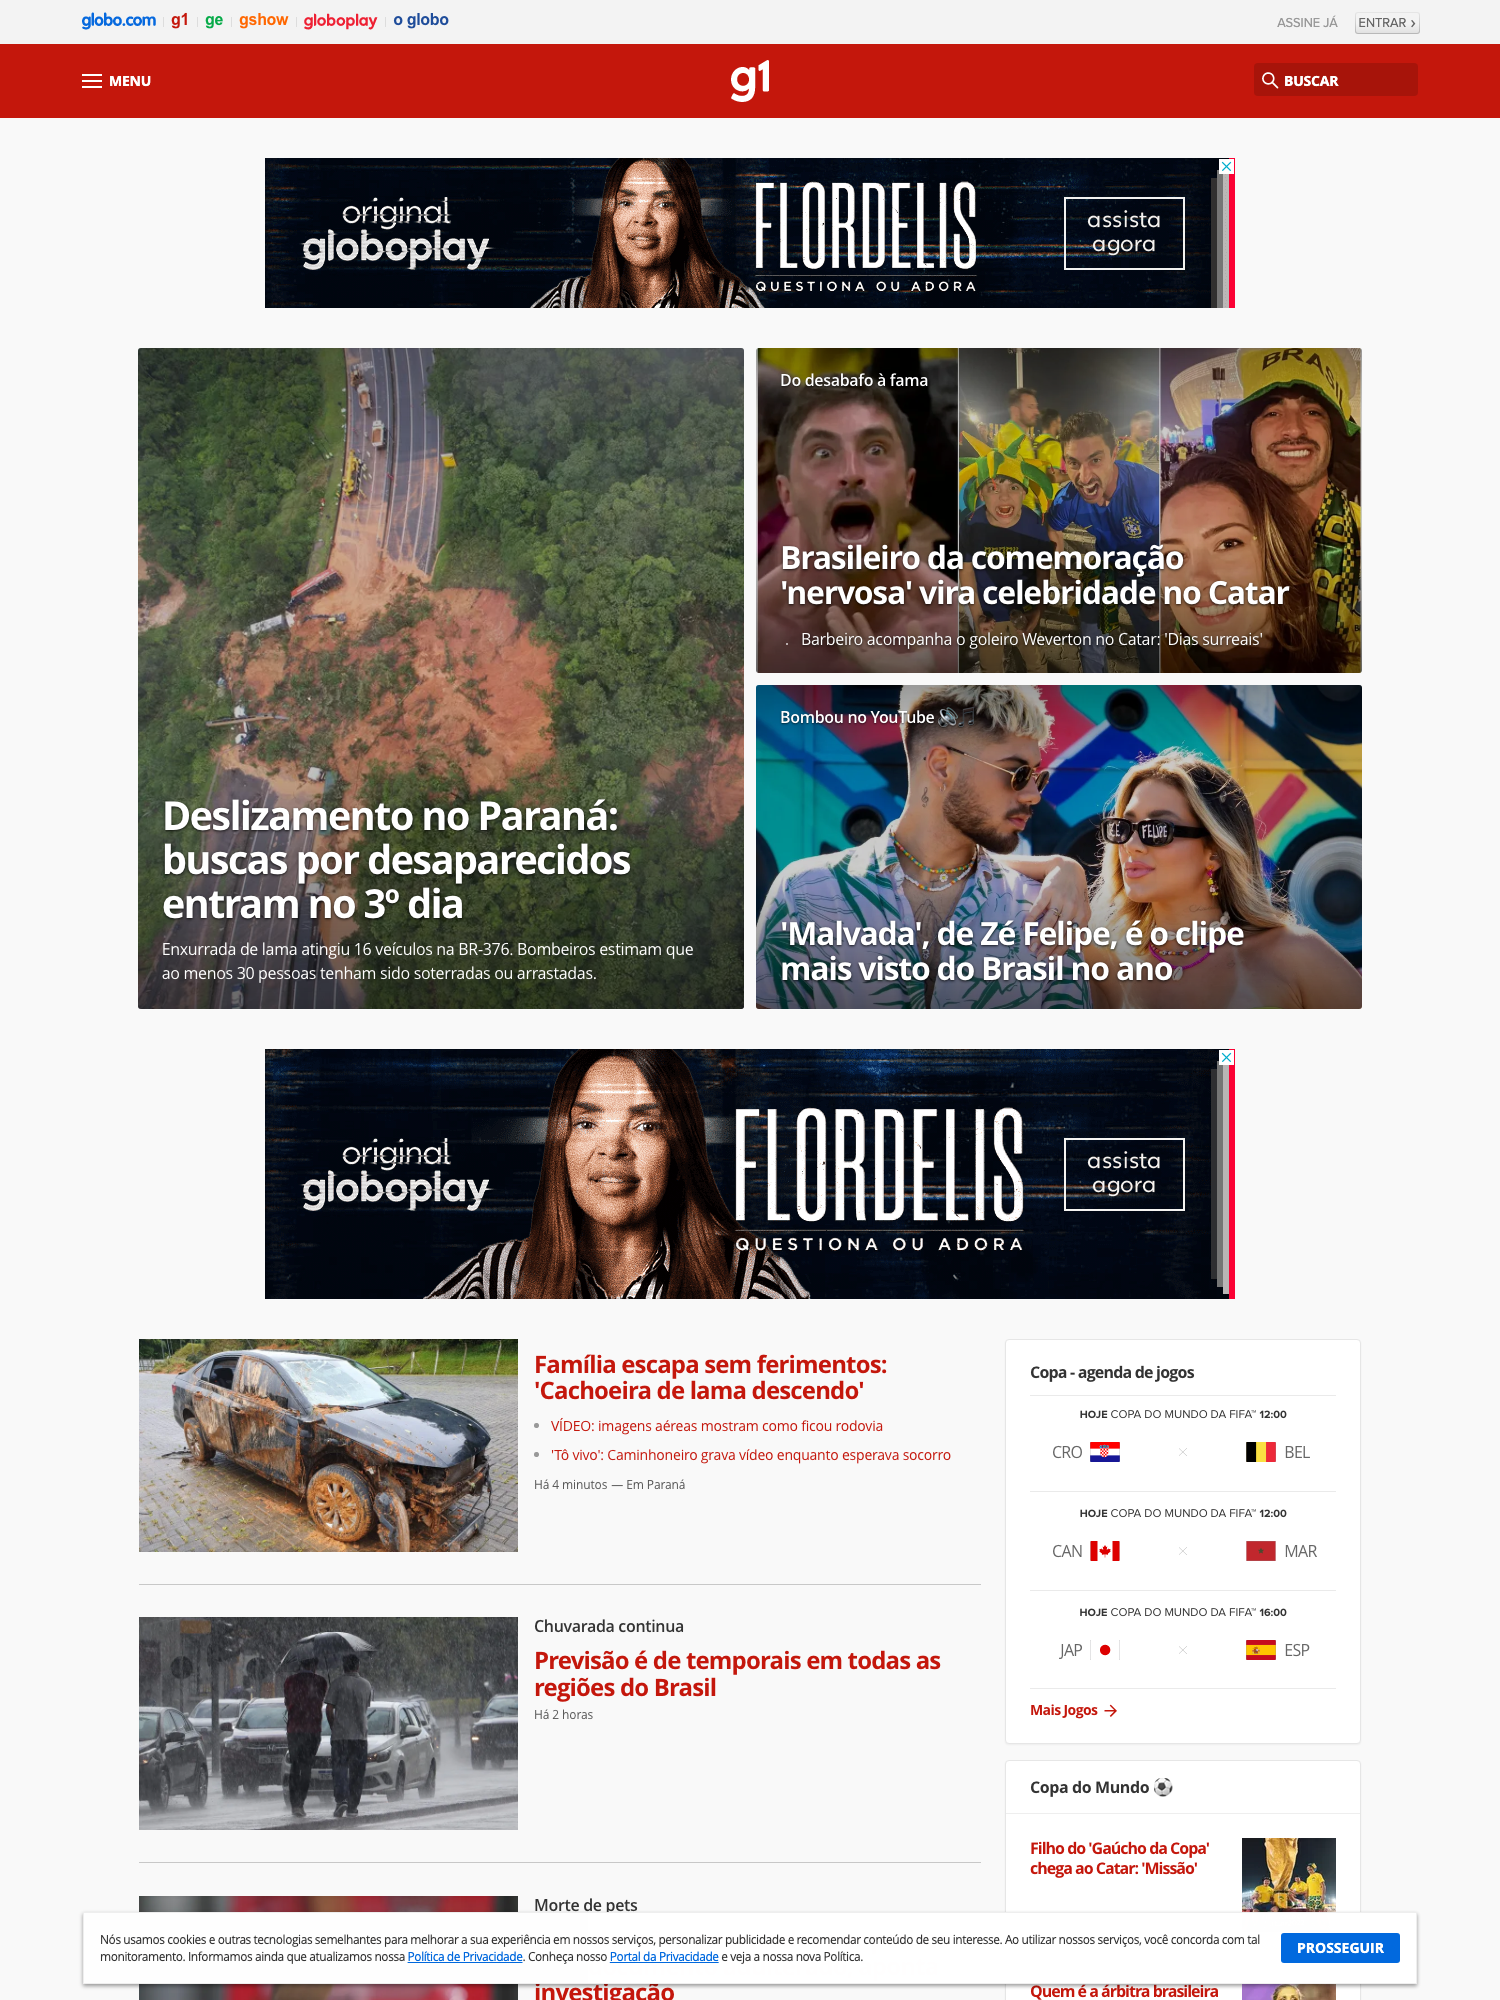 globo.com g1 ge gshow globoplay o globo ASSINE JÁ ENTRAR ›
MENU g1 BUSCAR
original
globoplay
FLORDELIS
QUESTIONA OU ADORA
assista
agora
Deslizamento no Paraná:
buscas por desaparecidos
entram no 3º dia
Enxurrada de lama atingiu 16 veículos na BR-376. Bombeiros estimam que
ao menos 30 pessoas tenham sido soterradas ou arrastadas.
Do desabafo à fama
BRASI
Brasileiro da comemoração
'nervosa' vira celebridade no Catar
. Barbeiro acompanha o goleiro Weverton no Catar: 'Dias surreais'
Bombou no YouTube 🔊🎵
ZÉ FELIPE
'Malvada', de Zé Felipe, é o clipe
mais visto do Brasil no ano
original
globoplay
FLORDELIS
QUESTIONA OU ADORA
assista
agora
Família escapa sem ferimentos:
'Cachoeira de lama descendo'
VÍDEO: imagens aéreas mostram como ficou rodovia
'Tô vivo': Caminhoneiro grava vídeo enquanto esperava socorro
Há 4 minutos — Em Paraná
Chuvarada continua
Previsão é de temporais em todas as
regiões do Brasil
Há 2 horas
Morte de pets
investigação
Copa - agenda de jogos
HOJE COPA DO MUNDO DA FIFA™ 12:00
CRO × BEL
HOJE COPA DO MUNDO DA FIFA™ 12:00
CAN × MAR
HOJE COPA DO MUNDO DA FIFA™ 16:00
JAP × ESP
Mais Jogos →
Copa do Mundo ⚽
Filho do 'Gaúcho da Copa'
chega ao Catar: 'Missão'
Quem é a árbitra brasileira
Nós usamos cookies e outras tecnologias semelhantes para melhorar a sua experiência em nossos serviços, personalizar publicidade e recomendar conteúdo de seu interesse. Ao utilizar nossos serviços, você concorda com tal
monitoramento. Informamos ainda que atualizamos nossa Política de Privacidade. Conheça nosso Portal da Privacidade e veja a nossa nova Política.
PROSSEGUIR